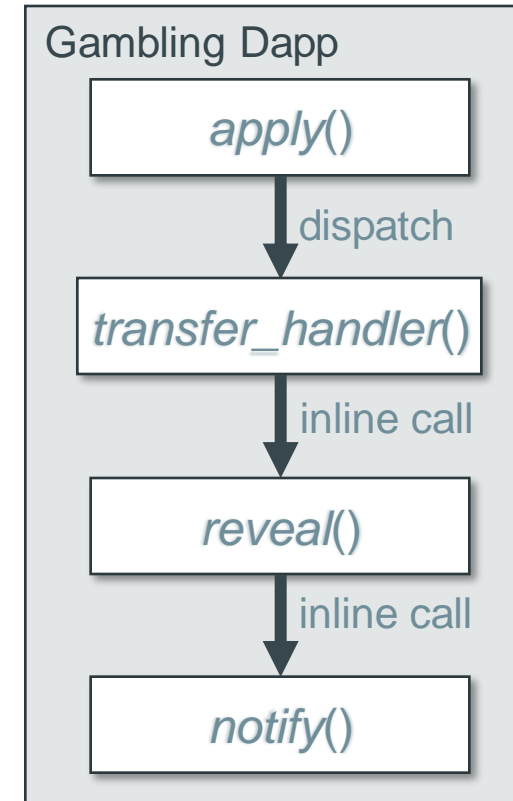 Gambling Dapp
apply()
dispatch
transfer_handler()
inline call
reveal()
inline call
notify()